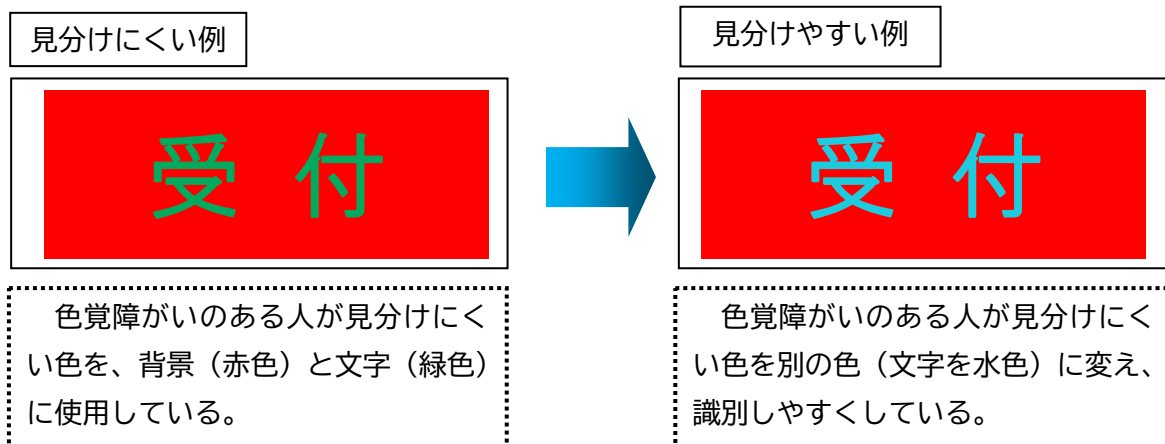 見分けにくい例
受 付
色覚障がいのある人が見分けにく
い色を、背景（赤色）と文字（緑色）
に使用している。
見分けやすい例
受 付
色覚障がいのある人が見分けにく
い色を別の色（文字を水色）に変え、
識別しやすくしている。